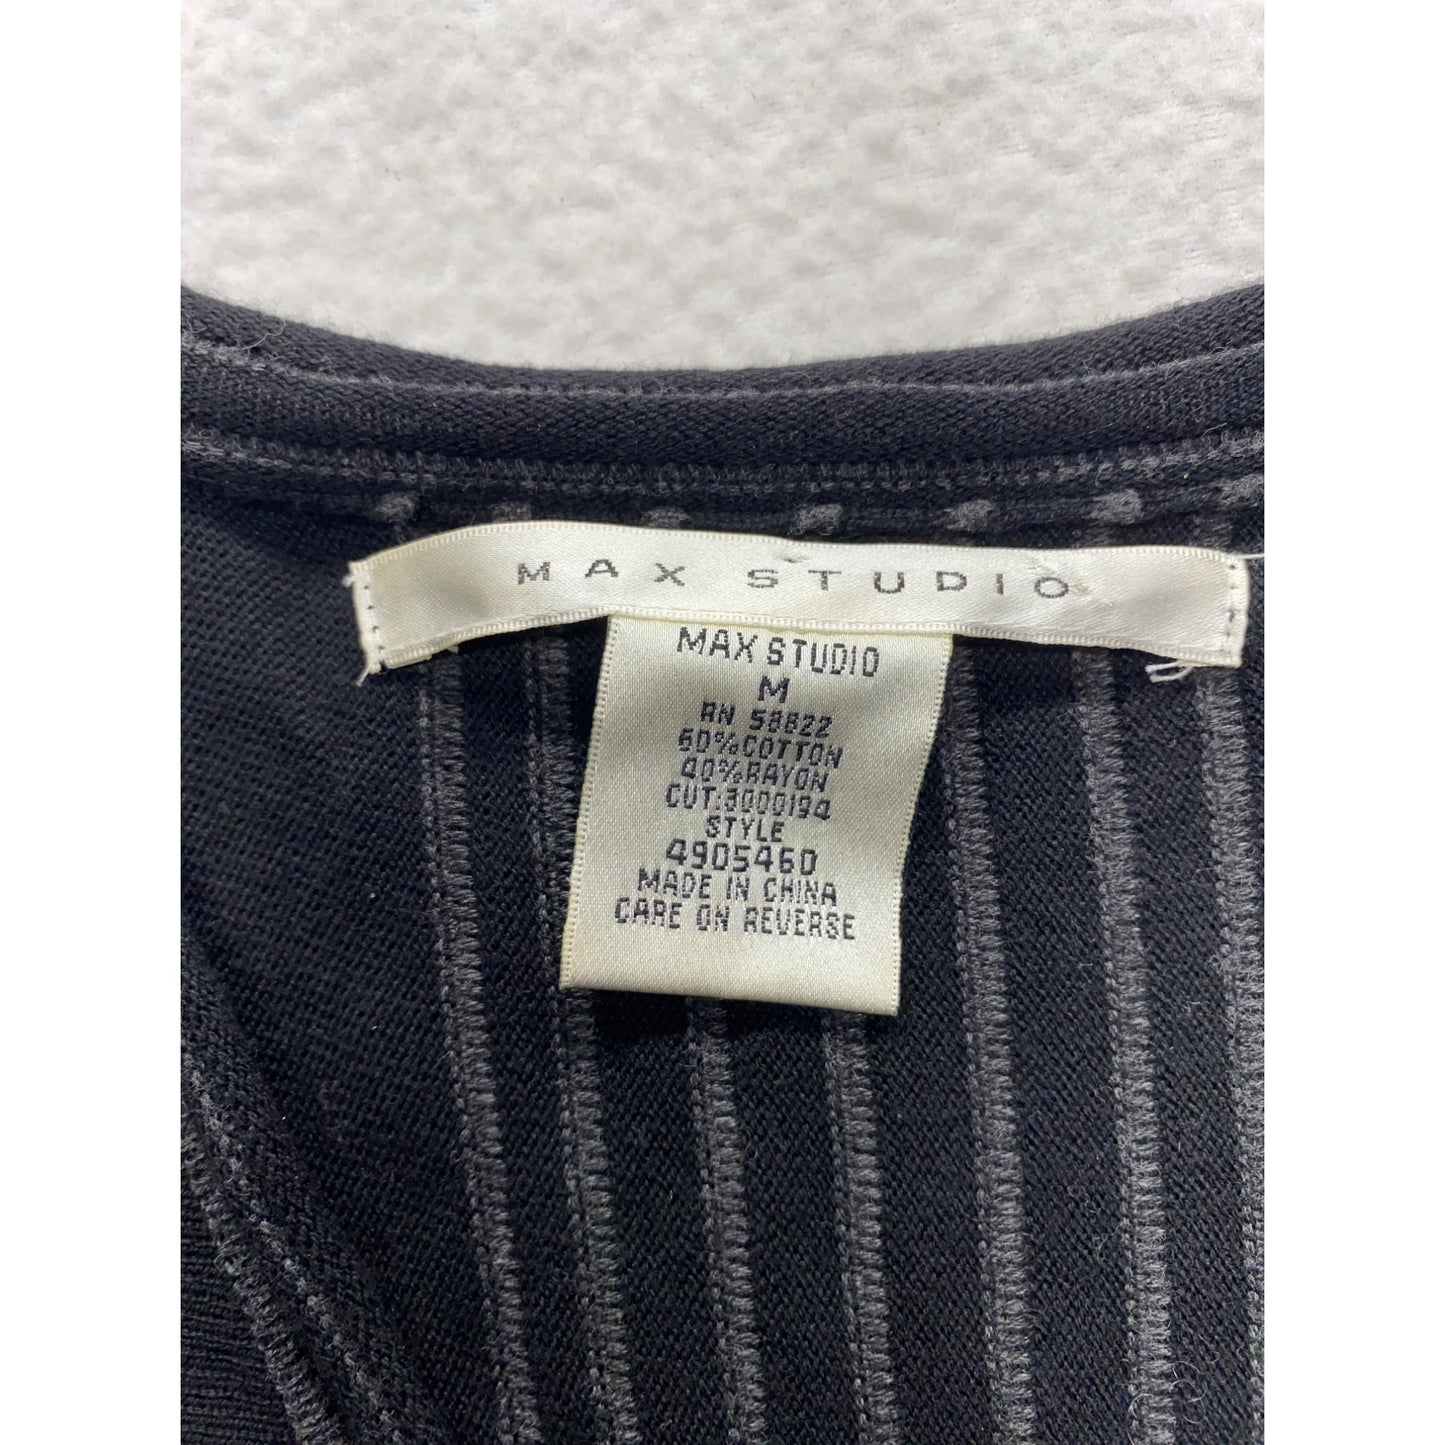 MAX STUDIO
MAX STUDIO
M
RN 58822
60%COTTON
40%RAYON
CUT:3000194
STYLE
4905460
MADE IN CHINA
CARE ON REVERSE